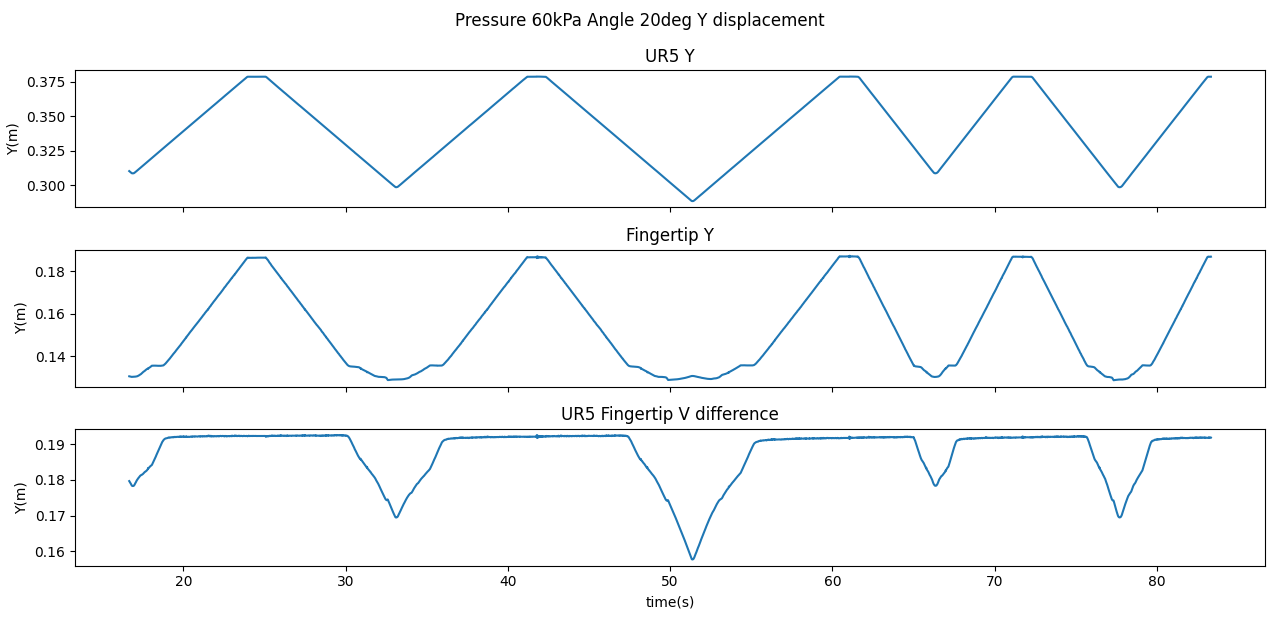 Pressure 60kPa Angle 20deg Y displacement
UR5 Y
0.375
0.350
0.325
0.300
Y(m)
Fingertip Y
0.18
0.16
0.14
Y(m)
UR5 Fingertip V difference
0.19
0.18
0.17
0.16
Y(m)
20 30 40 50 60 70 80
time(s)